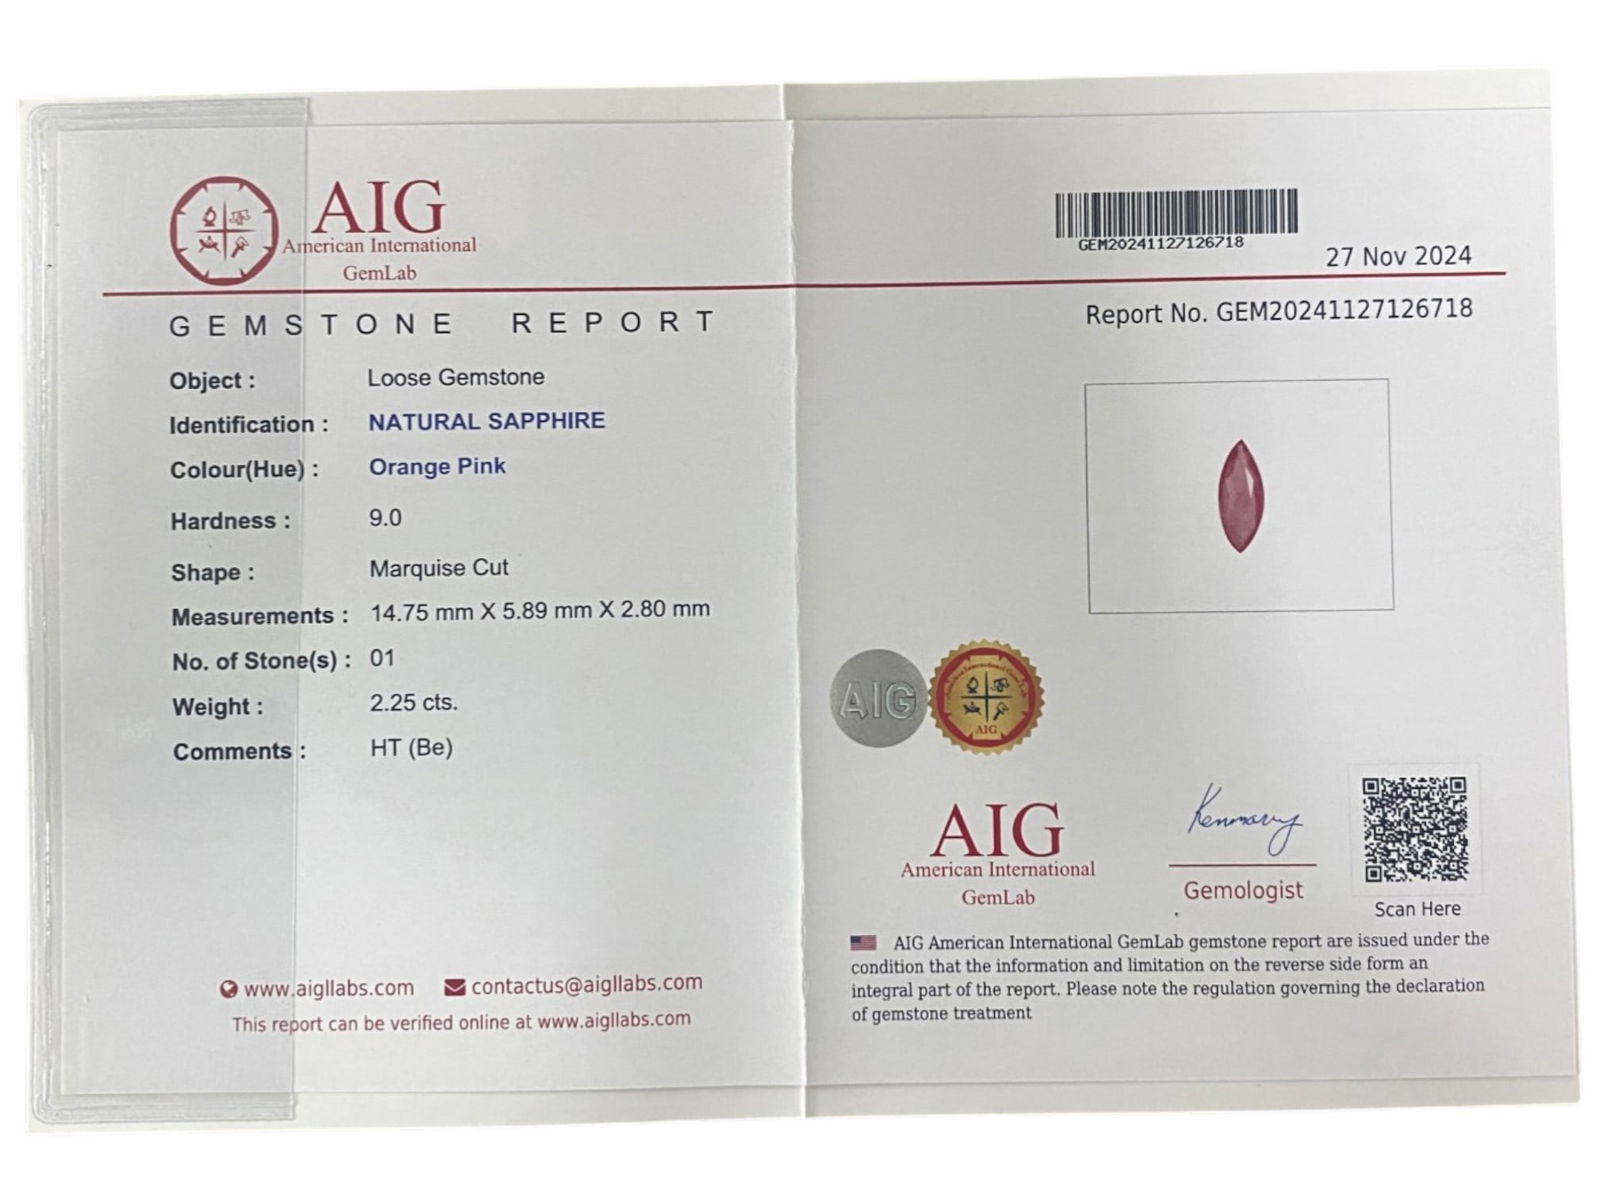 AIG
American International
GemLab
GEMSTONE REPORT
Object : Loose Gemstone
Identification : NATURAL SAPPHIRE
Colour(Hue) : Orange Pink
Hardness : 9.0
Shape : Marquise Cut
Measurements : 14.75 mm X 5.89 mm X 2.80 mm
No. of Stone(s) : 01
Weight : 2.25 cts.
Comments : HT (Be)
www.aigllabs.com contactus@aigllabs.com
This report can be verified online at www.aigllabs.com
GEM20241127126718
27 Nov 2024
Report No. GEM20241127126718
AIG
AIG
AIG
American International
GemLab
Gemologist
Scan Here
AIG American International GemLab gemstone report are issued under the
condition that the information and limitation on the reverse side form an
integral part of the report. Please note the regulation governing the declaration
of gemstone treatment